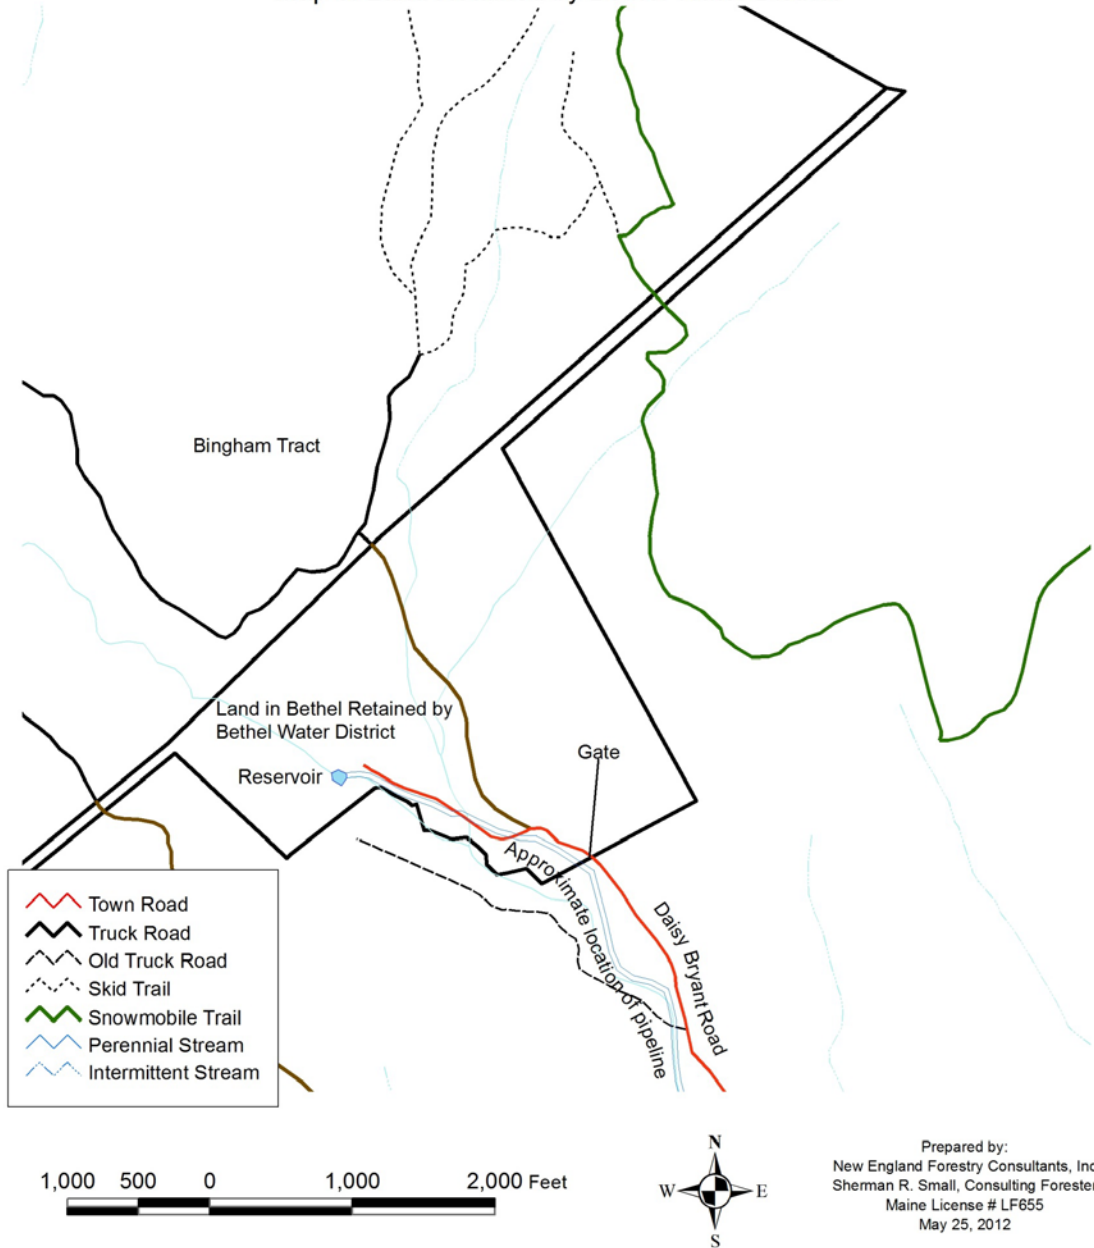 Bingham Tract
Land in Bethel Retained by
Bethel Water District
Reservoir
Gate
Approximate location of pipeline
Daisy Bryant Road
Town Road
Truck Road
Old Truck Road
Skid Trail
Snowmobile Trail
Perennial Stream
Intermittent Stream
1,000 500 0 1,000 2,000 Feet
N
W E
S
Prepared by:
New England Forestry Consultants, Inc
Sherman R. Small, Consulting Forester
Maine License # LF655
May 25, 2012